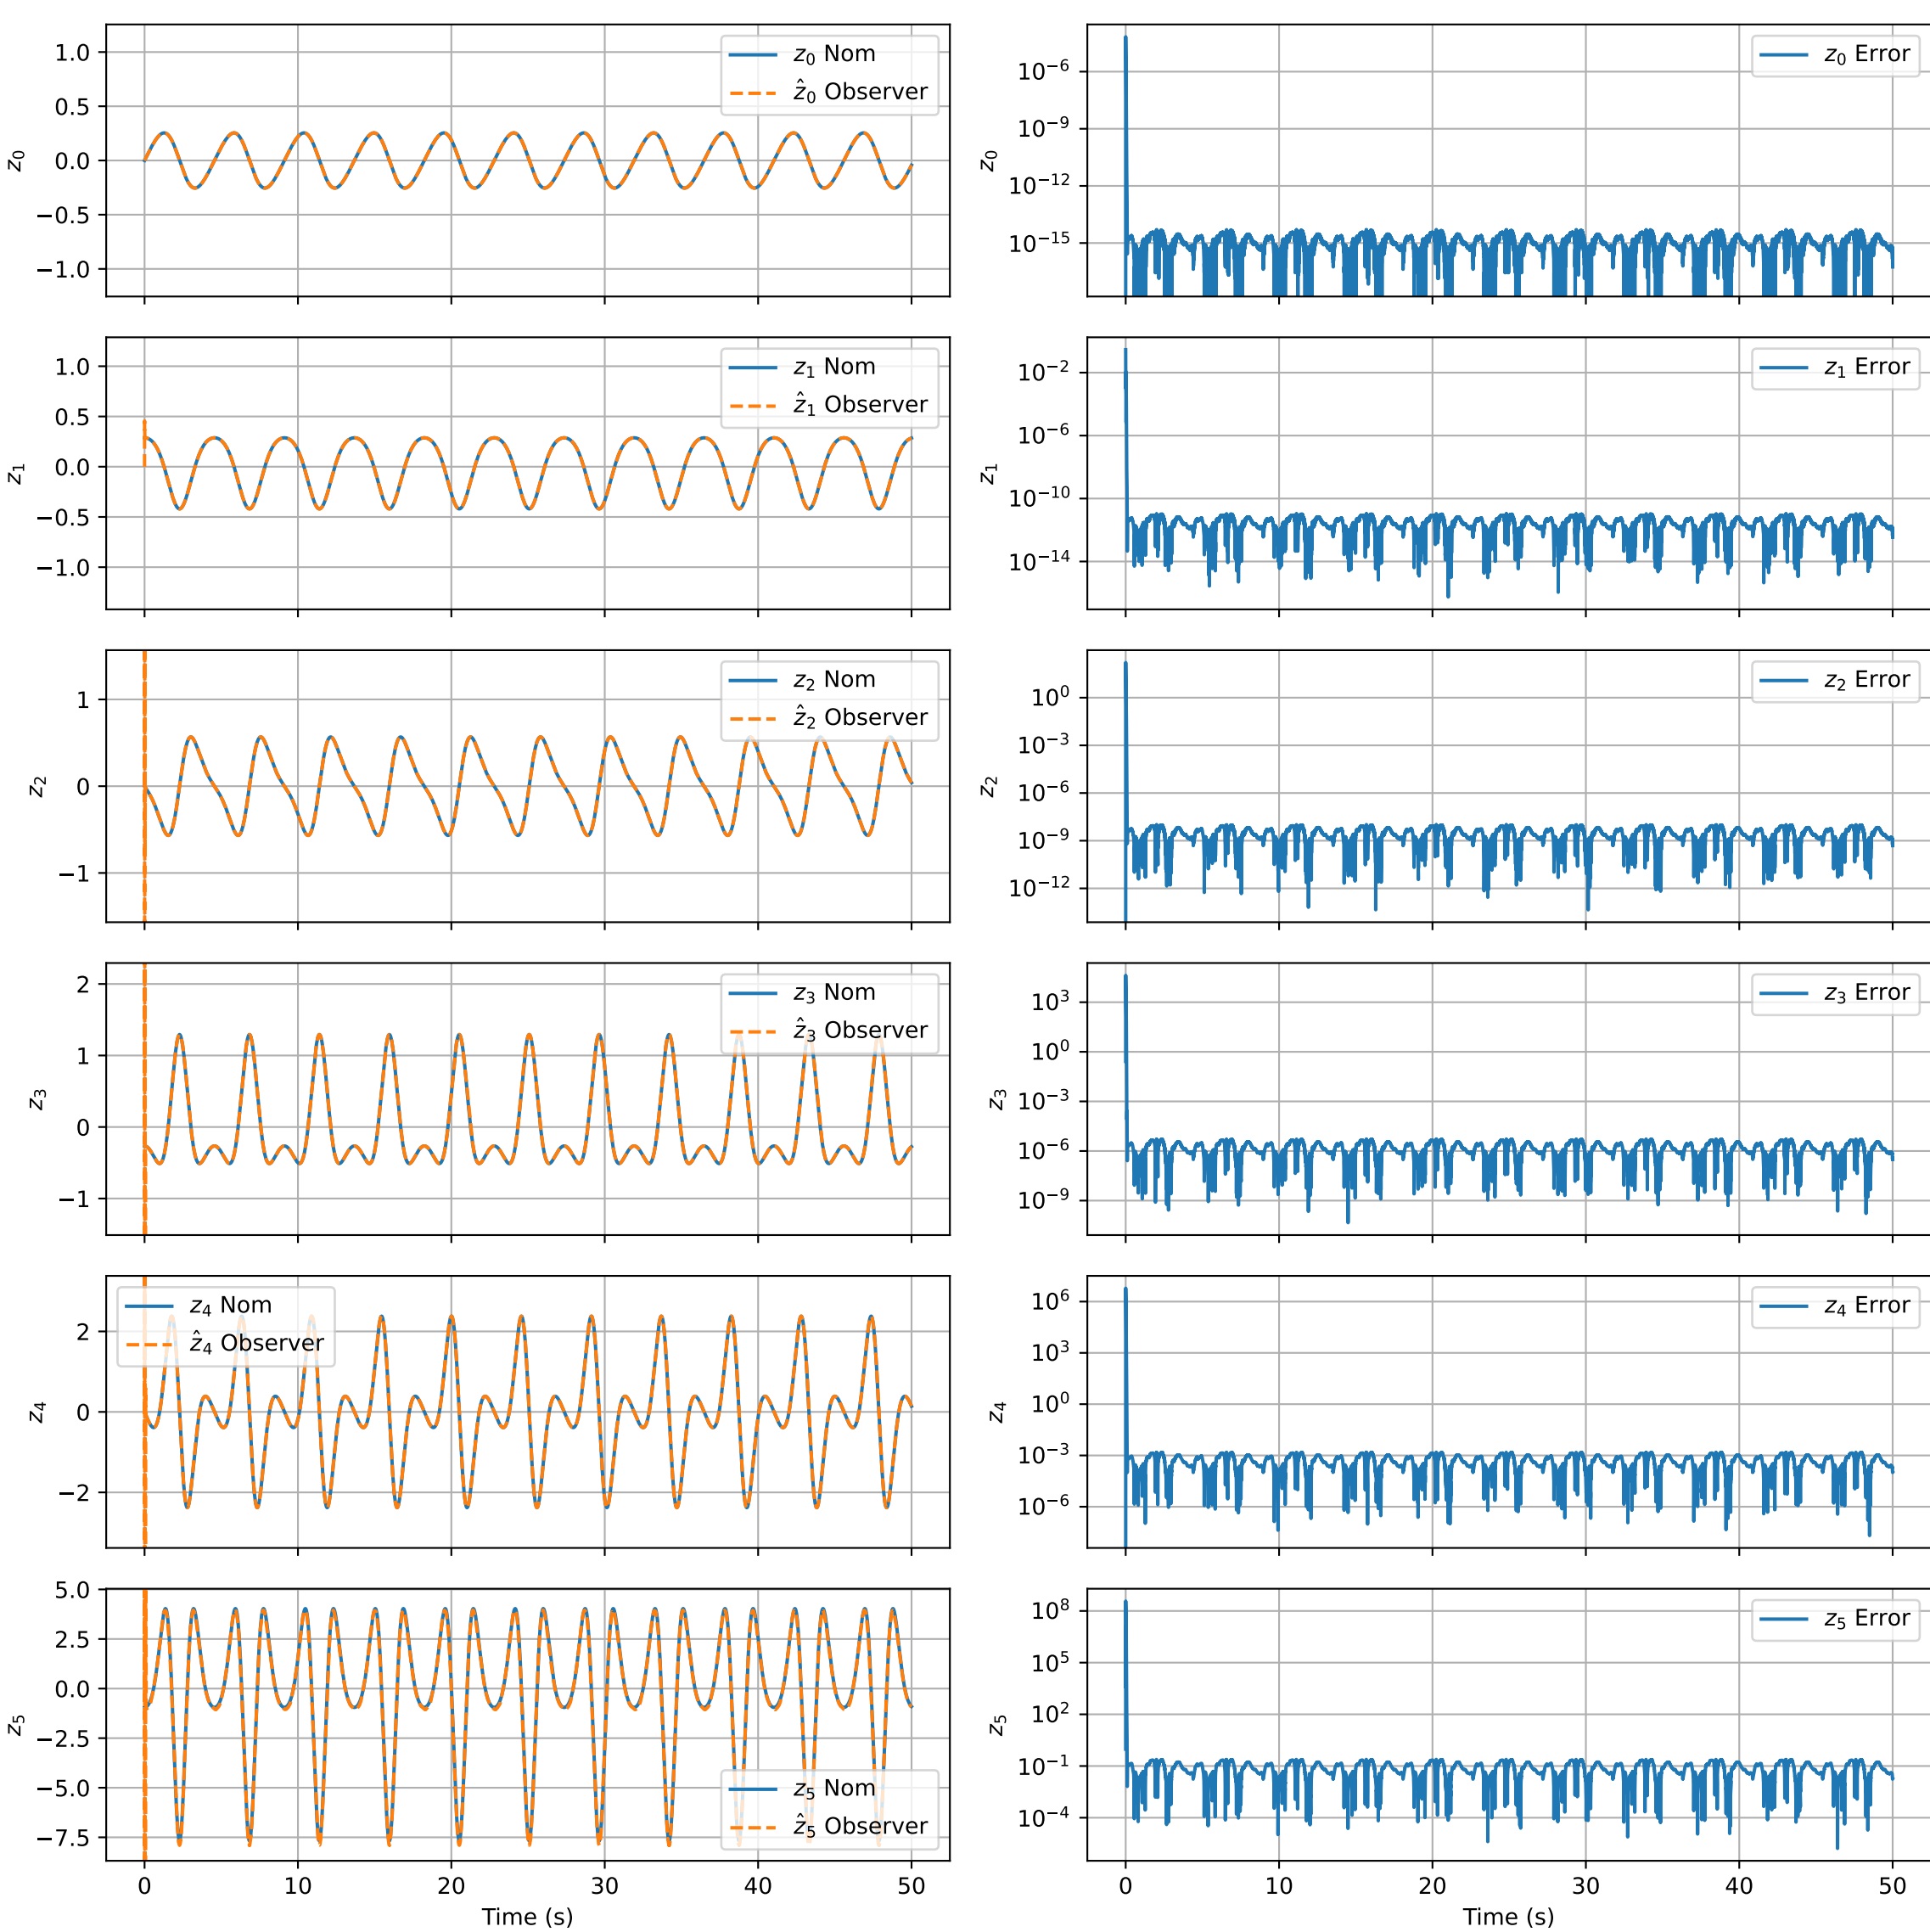 1.0
0.5
0.0
−0.5
−1.0
z₀
z₀ Nom
ẑ₀ Observer
10⁻⁶
10⁻⁹
10⁻¹²
10⁻¹⁵
z₀
z₀ Error
1.0
0.5
0.0
−0.5
−1.0
z₁
z₁ Nom
ẑ₁ Observer
10⁻²
10⁻⁶
10⁻¹⁰
10⁻¹⁴
z₁
z₁ Error
1
0
−1
z₂
z₂ Nom
ẑ₂ Observer
10⁰
10⁻³
10⁻⁶
10⁻⁹
10⁻¹²
z₂
z₂ Error
2
1
0
−1
z₃
z₃ Nom
ẑ₃ Observer
10³
10⁰
10⁻³
10⁻⁶
10⁻⁹
z₃
z₃ Error
2
0
−2
z₄
z₄ Nom
ẑ₄ Observer
10⁶
10³
10⁰
10⁻³
10⁻⁶
z₄
z₄ Error
5.0
2.5
0.0
−2.5
−5.0
−7.5
z₅
z₅ Nom
ẑ₅ Observer
0 10 20 30 40 50
Time (s)
10⁸
10⁵
10²
10⁻¹
10⁻⁴
z₅
z₅ Error
0 10 20 30 40 50
Time (s)